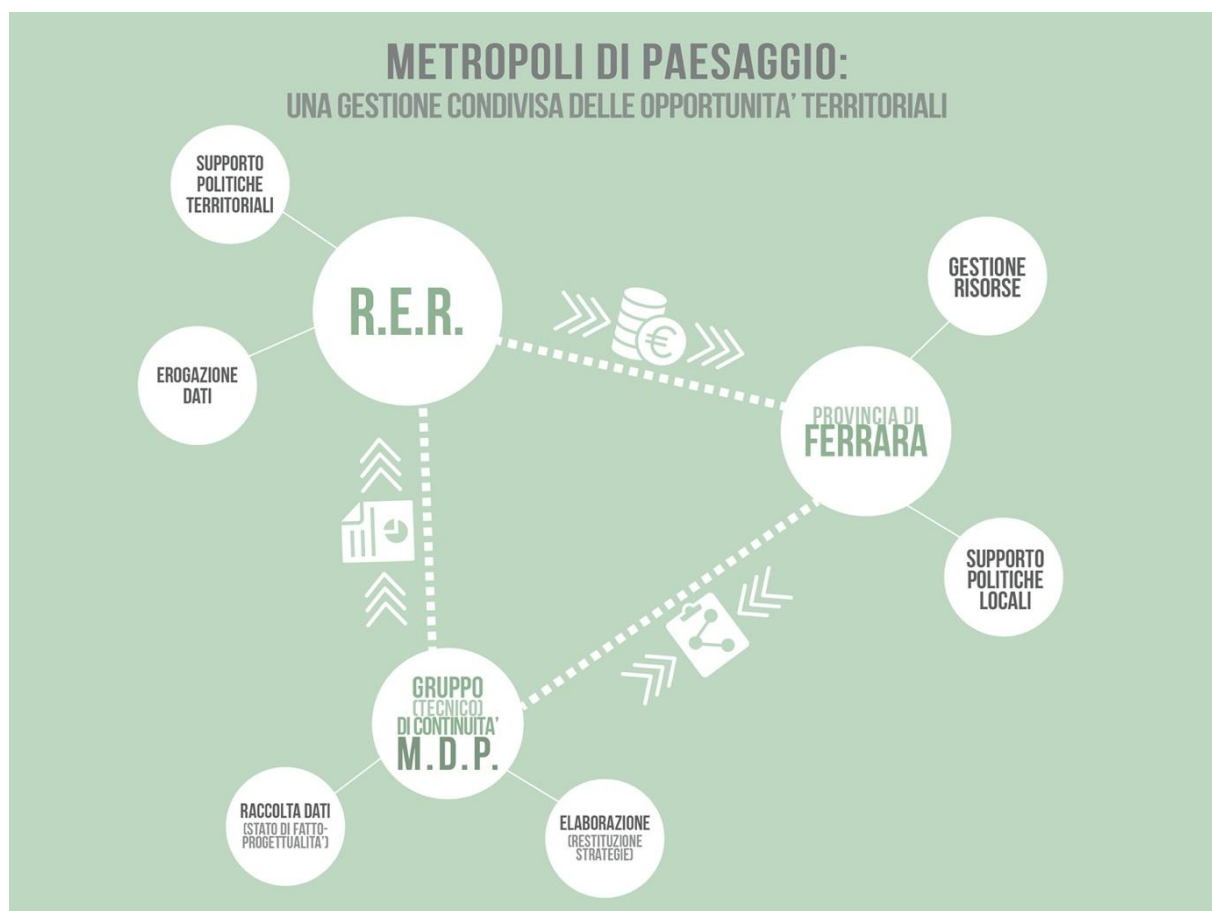 METROPOLI DI PAESAGGIO:
UNA GESTIONE CONDIVISA DELLE OPPORTUNITA' TERRITORIALI
SUPPORTO
POLITICHE
TERRITORIALI
R.E.R.
EROGAZIONE
DATI
€
GESTIONE
RISORSE
PROVINCIA DI
FERRARA
SUPPORTO
POLITICHE
LOCALI
GRUPPO
(TECNICO)
DI CONTINUITA'
M.D.P.
RACCOLTA DATI
(STATO DI FATTO-
PROGETTUALITA')
ELABORAZIONE
(RESTITUZIONE
STRATEGIE)